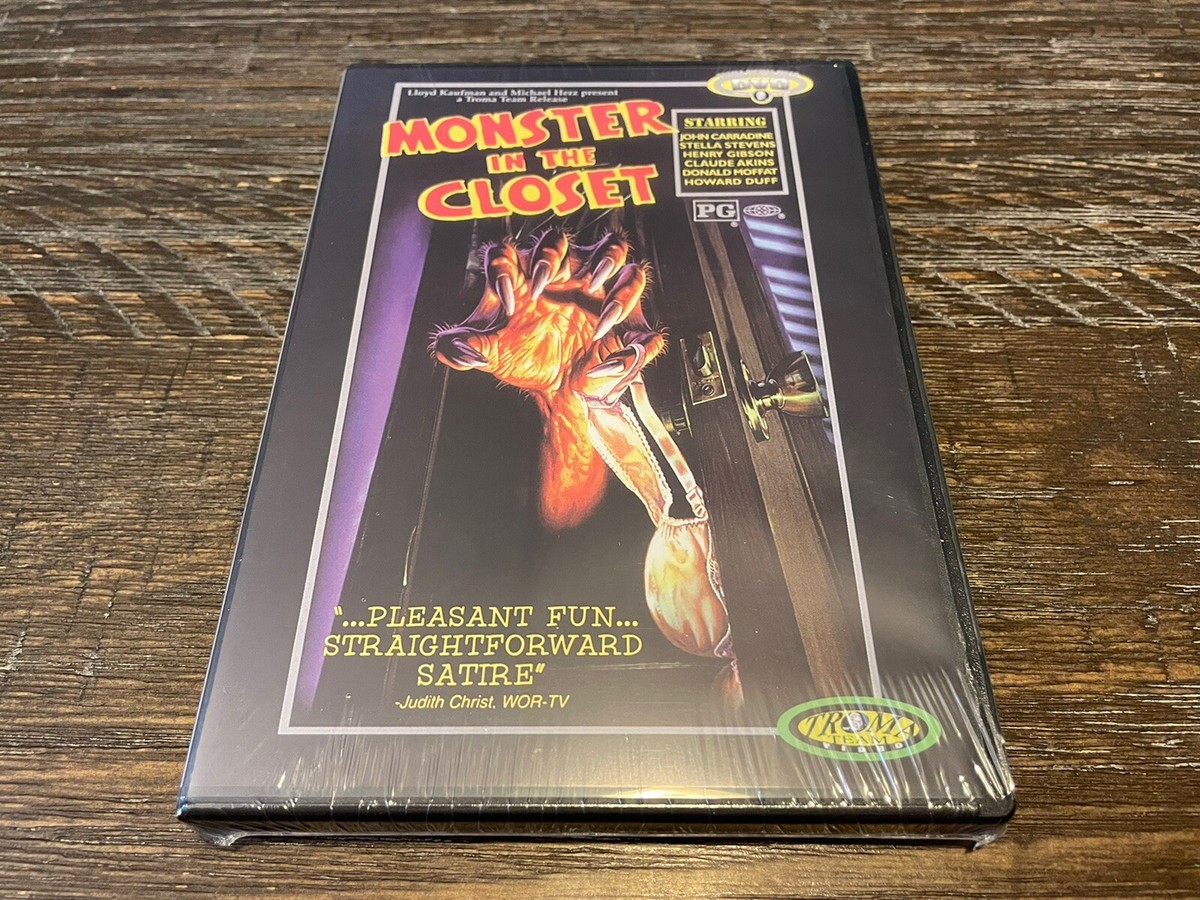 Lloyd Kaufman and Michael Herz present
a Troma Team Release
MONSTER
IN THE
CLOSET
DVD
STARRING
JOHN CARRADINE
STELLA STEVENS
HENRY GIBSON
CLAUDE AKINS
DONALD MOFFAT
HOWARD DUFF
PG
"...PLEASANT FUN...
STRAIGHTFORWARD
SATIRE"
-Judith Christ, WOR-TV
TROMA
TEAM
VIDEO